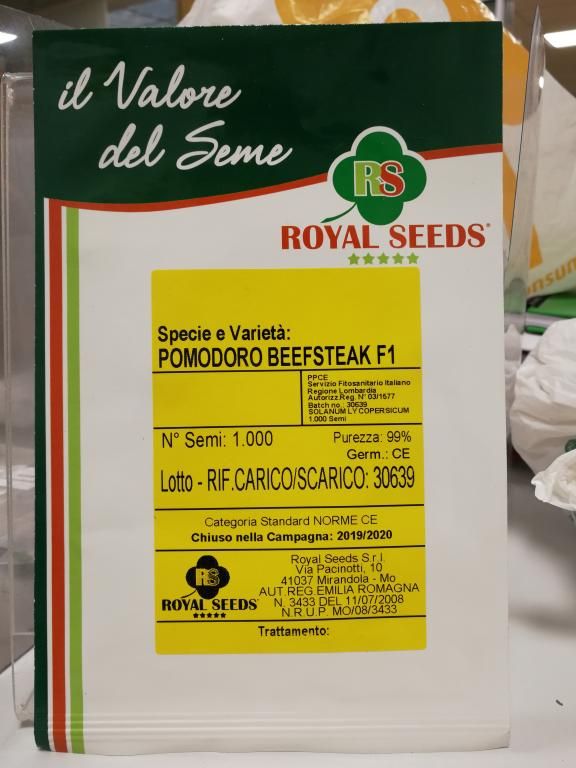 il Valore
del Seme
RS
ROYAL SEEDS®
Specie e Varietà:
POMODORO BEEFSTEAK F1
PPCE
Servizio Fitosanitario Italiano
Regione Lombardia
Autorizz.Reg. N° 03/1577
Batch no.: 30639
SOLANUM LYCOPERSICUM
1.000 Semi
N° Semi: 1.000
Purezza: 99%
Germ.: CE
Lotto - RIF.CARICO/SCARICO: 30639
Categoria Standard NORME CE
Chiuso nella Campagna: 2019/2020
RS
ROYAL SEEDS
Royal Seeds S.r.l.
Via Pacinotti, 10
41037 Mirandola - Mo
AUT.REG.EMILIA ROMAGNA
N. 3433 DEL 11/07/2008
N.R.U.P. MO/08/3433
Trattamento: